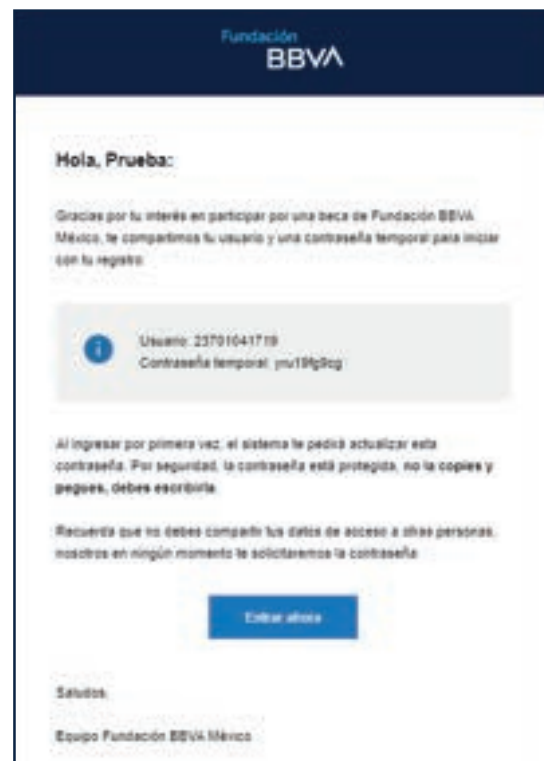 Fundación
BBVA
Hola, Prueba:
Gracias por tu interés en participar por una beca de Fundación BBVA
México, te compartimos tu usuario y una contraseña temporal para iniciar
con tu registro
Usuario: 23701041719
Contraseña temporal:
Al ingresar por primera vez, el sistema te pedirá actualizar esta
contraseña. Por seguridad, la contraseña está protegida, no la copies y
pegues, debes escribirla.
Recuerda que no debes compartir tus datos de acceso a otras personas,
nosotros en ningún momento te solicitaremos la contraseña
Entrar ahora
Saludos
Equipo Fundación BBVA México